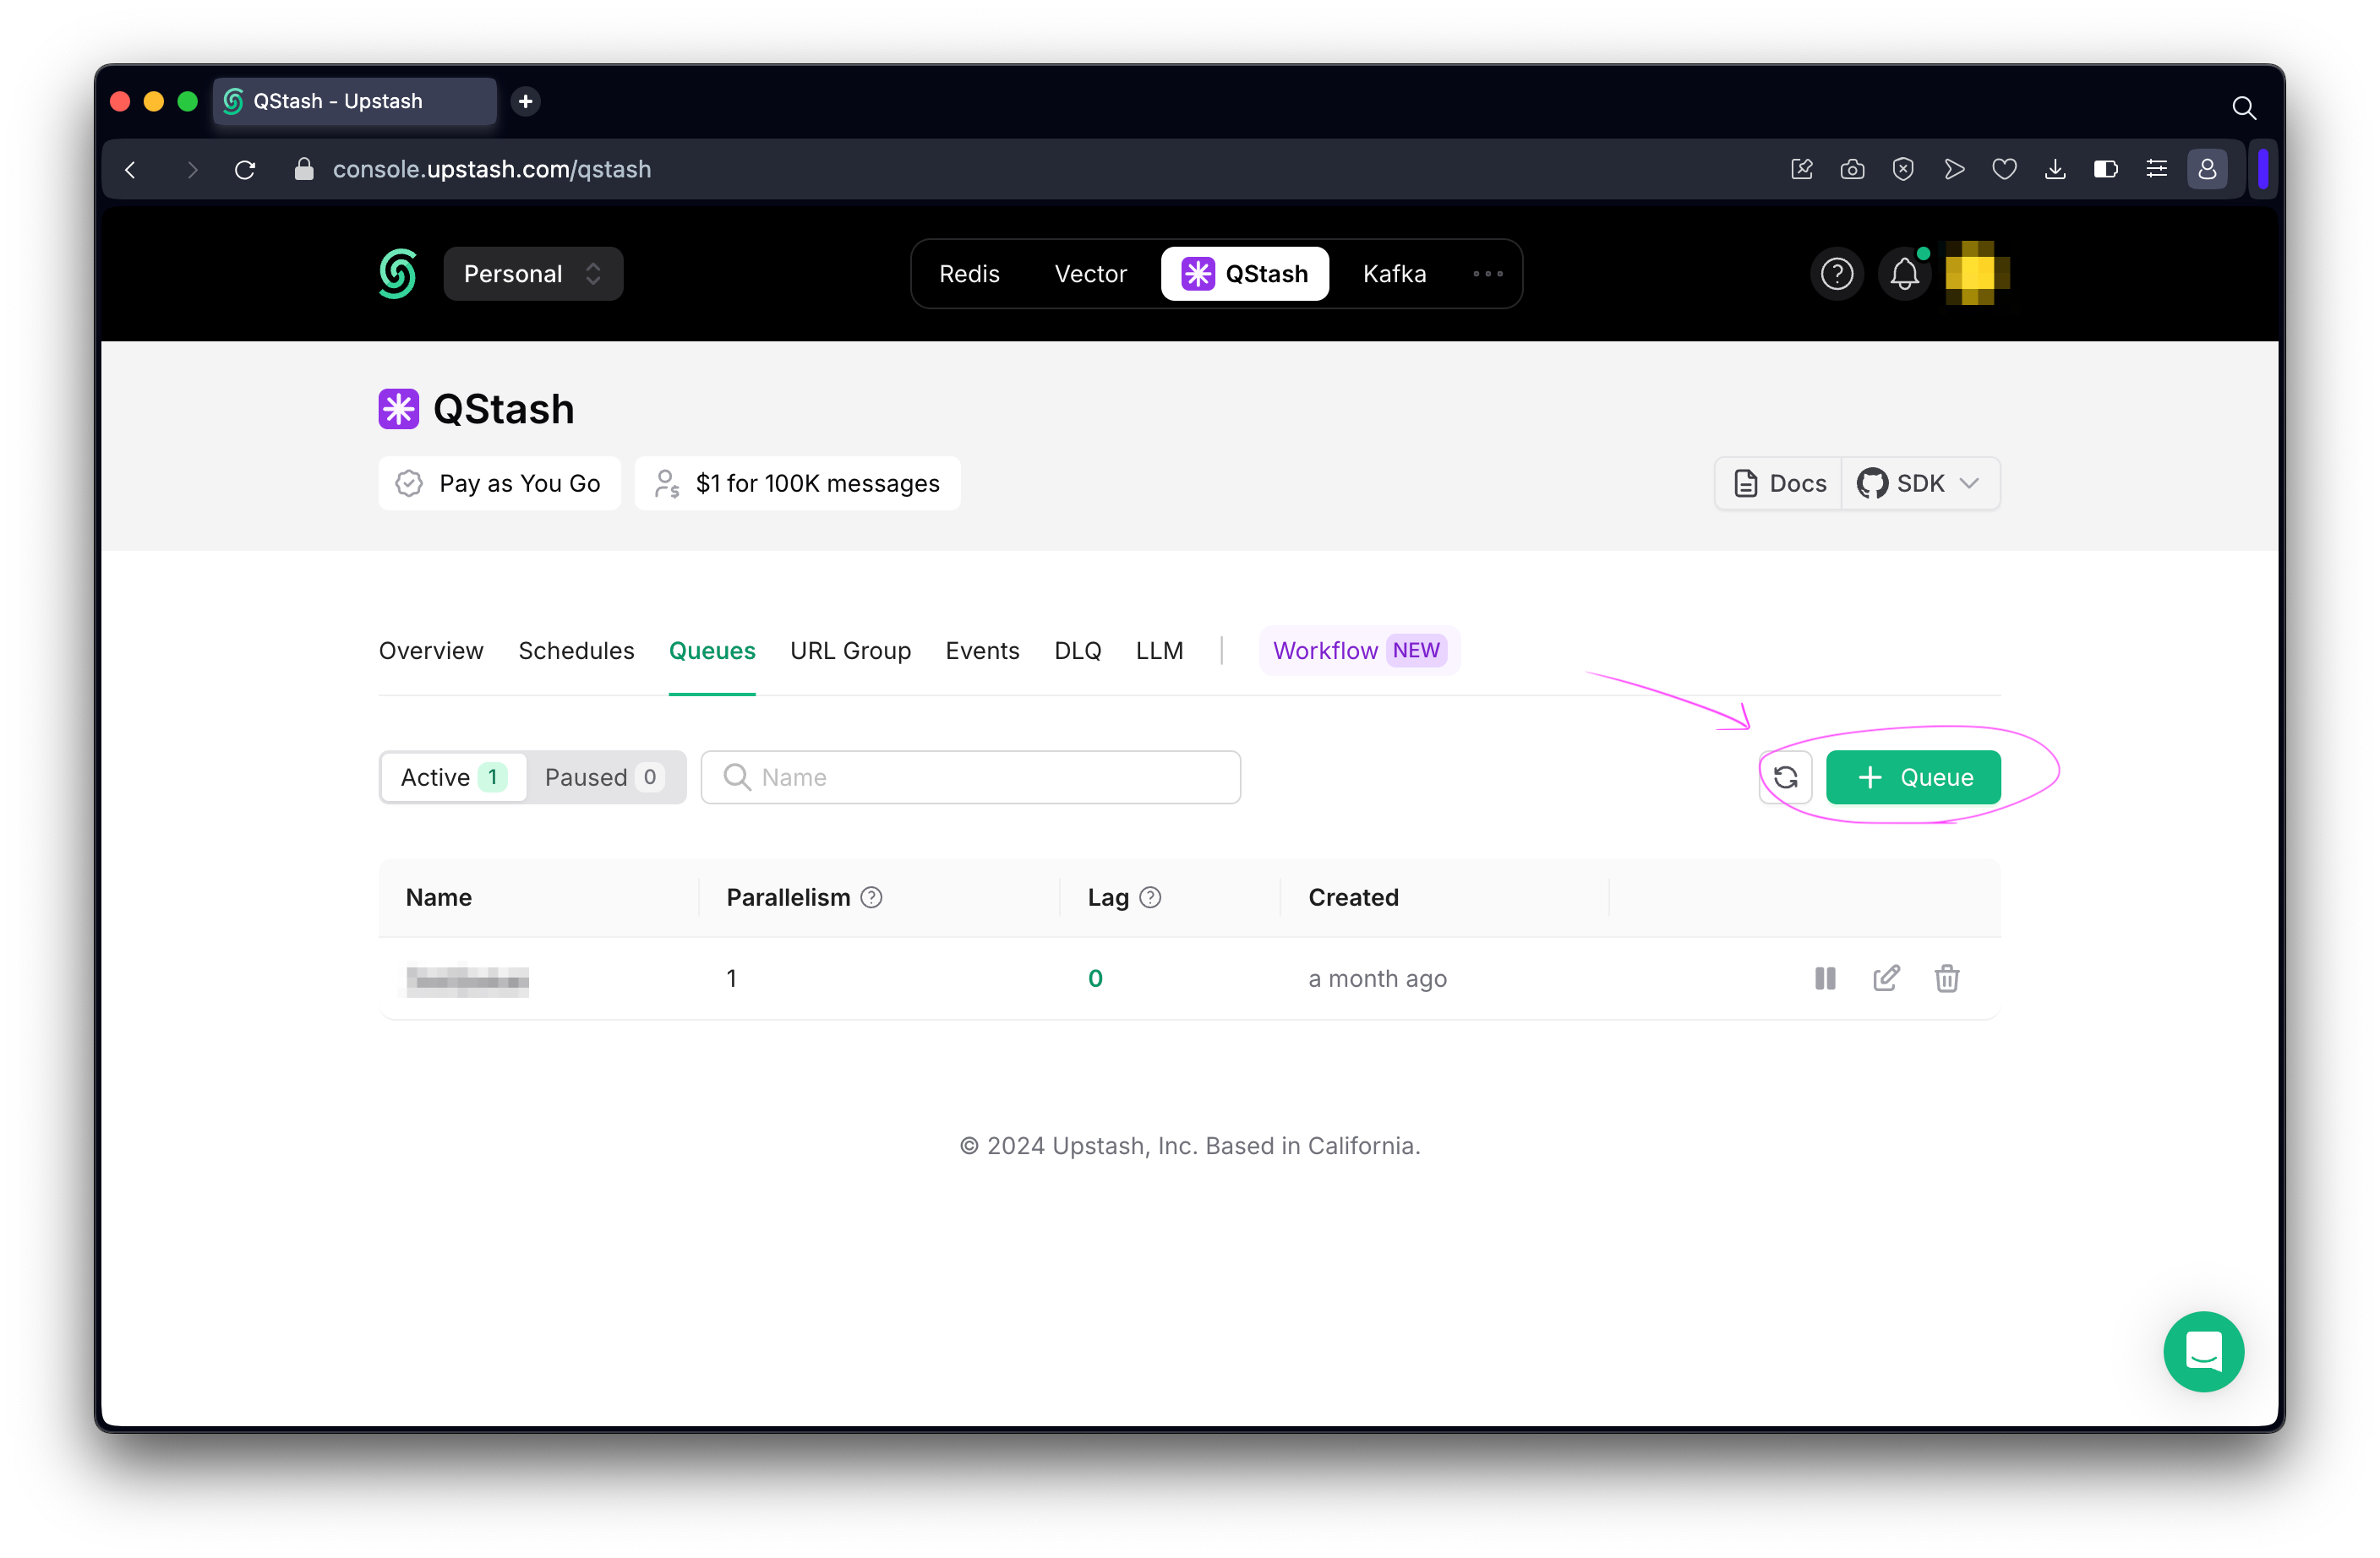 QStash - Upstash
console.upstash.com/qstash
Personal
Redis Vector QStash Kafka
QStash
Pay as You Go $1 for 100K messages Docs SDK
Overview Schedules Queues URL Group Events DLQ LLM Workflow NEW
Active 1 Paused 0 Name + Queue
Name Parallelism ? Lag ? Created
1 0 a month ago
© 2024 Upstash, Inc. Based in California.